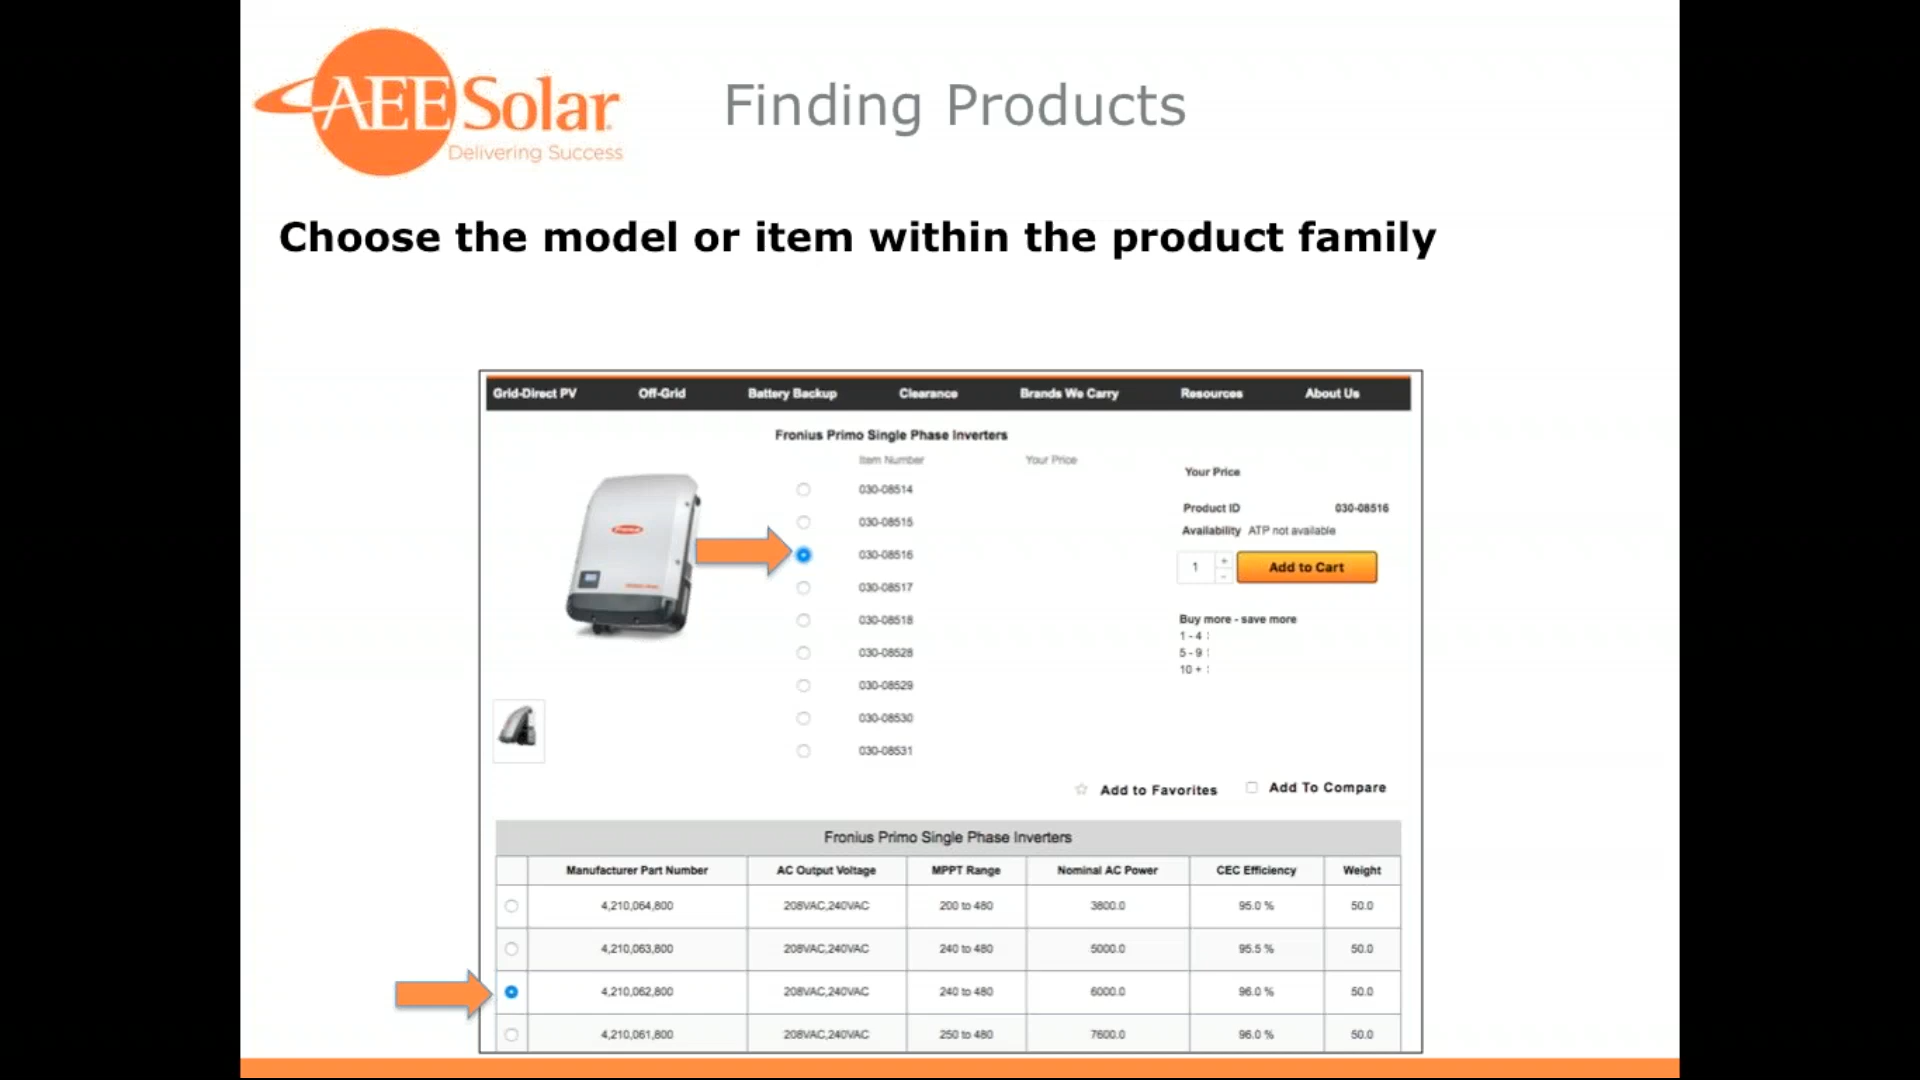 AEE Solar
Delivering Success
Finding Products
Choose the model or item within the product family
Grid-Direct PV Off-Grid Battery Backup Clearance Brands We Carry Resources About Us
Fronius Primo Single Phase Inverters
Item Number Your Price
Your Price
030-08514
Product ID 030-08516
030-08515
Availability ATP not available
030-08516
1 + - Add to Cart
030-08517
030-08518
Buy more - save more
1 - 4 :
5 - 9 :
10 + :
030-08528
030-08529
030-08530
030-08531
Add to Favorites Add To Compare
Fronius Primo Single Phase Inverters
Manufacturer Part Number AC Output Voltage MPPT Range Nominal AC Power CEC Efficiency Weight
4,210,064,800 208VAC,240VAC 200 to 480 3800.0 95.0 % 50.0
4,210,063,800 208VAC,240VAC 240 to 480 5000.0 95.5 % 50.0
4,210,062,800 208VAC,240VAC 240 to 480 6000.0 96.0 % 50.0
4,210,061,800 208VAC,240VAC 250 to 480 7600.0 96.0 % 50.0